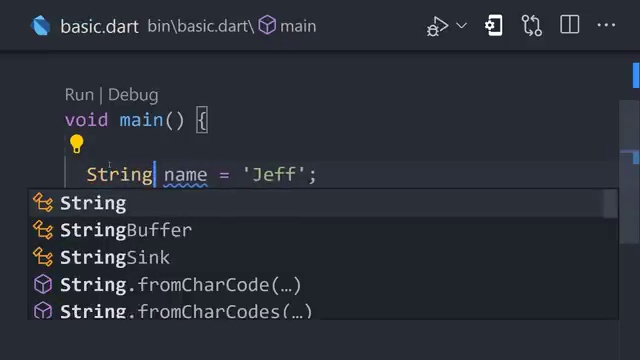 basic.dart bin\basic.dart\ main
Run | Debug
void main() {
String name = 'Jeff';
String
StringBuffer
StringSink
String.fromCharCode(…)
String.fromCharCodes(…)